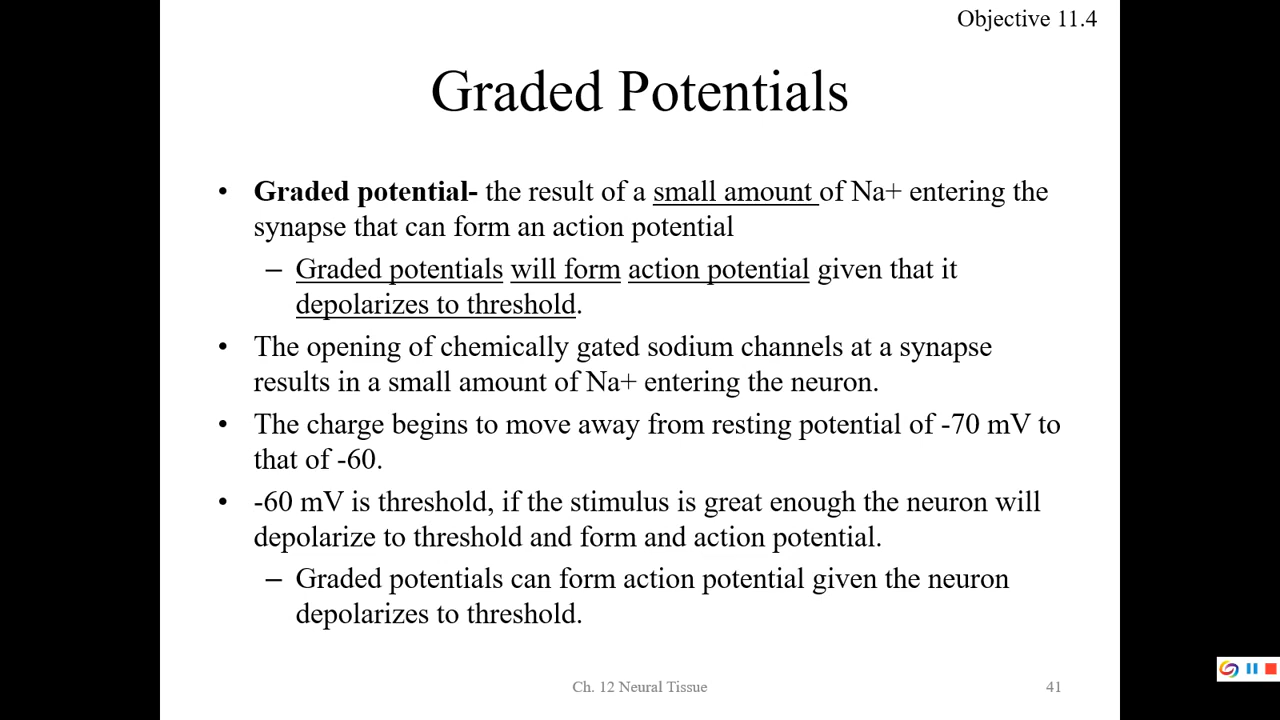 Objective 11.4
Graded Potentials
• Graded potential- the result of a small amount of Na+ entering the
synapse that can form an action potential
– Graded potentials will form action potential given that it
depolarizes to threshold.
• The opening of chemically gated sodium channels at a synapse
results in a small amount of Na+ entering the neuron.
• The charge begins to move away from resting potential of -70 mV to
that of -60.
• -60 mV is threshold, if the stimulus is great enough the neuron will
depolarize to threshold and form and action potential.
– Graded potentials can form action potential given the neuron
depolarizes to threshold.
Ch. 12 Neural Tissue
41